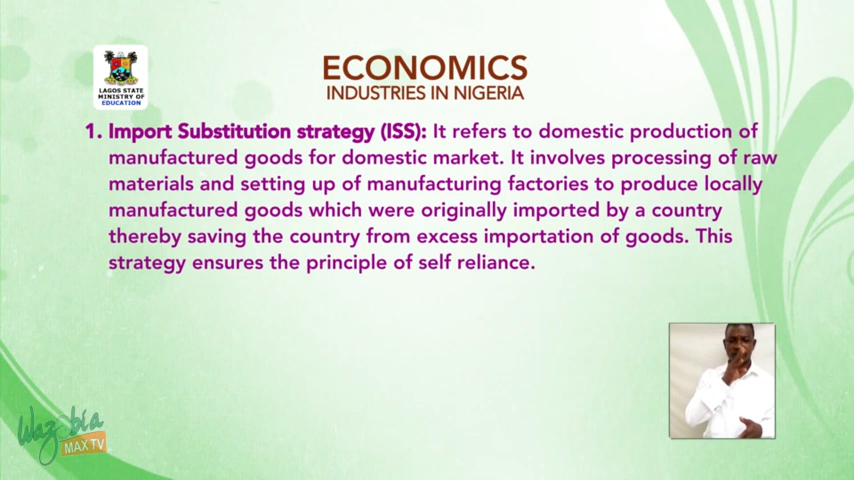 LAGOS STATE
MINISTRY OF
EDUCATION
ECONOMICS
INDUSTRIES IN NIGERIA
1. Import Substitution strategy (ISS): It refers to domestic production of
manufactured goods for domestic market. It involves processing of raw
materials and setting up of manufacturing factories to produce locally
manufactured goods which were originally imported by a country
thereby saving the country from excess importation of goods. This
strategy ensures the principle of self reliance.
Wazobia
MAX TV